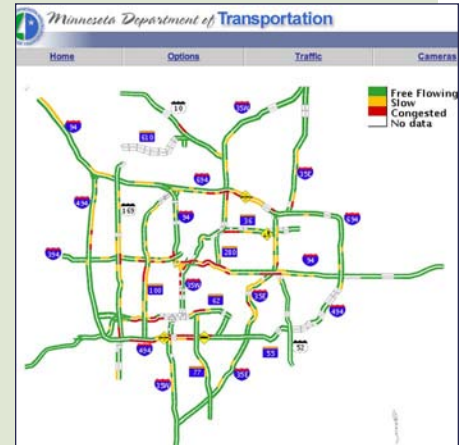 Minnesota Department of Transportation
Home Options Traffic Cameras
Free Flowing
Slow
Congested
No data
10
35W
610
94
35E
694
494
169
94
36
694
394
280
94
35W
100
62
35E
494
494
55
52
77
35W
35E